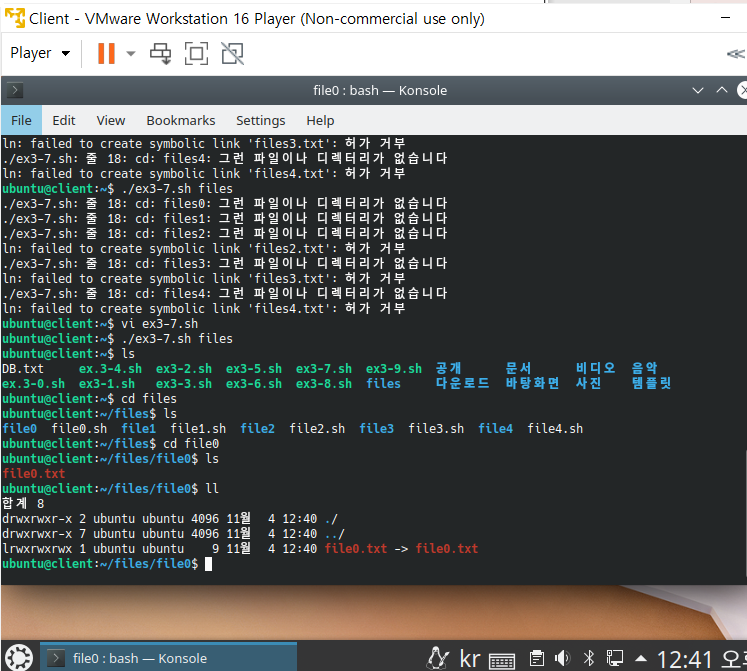 Client - VMware Workstation 16 Player (Non-commercial use only)
Player
file0 : bash — Konsole
File Edit View Bookmarks Settings Help
ln: failed to create symbolic link 'files3.txt': 허가 거부
./ex3-7.sh: 줄 18: cd: files4: 그런 파일이나 디렉터리가 없습니다
ln: failed to create symbolic link 'files4.txt': 허가 거부
ubuntu@client:~$ ./ex3-7.sh files
./ex3-7.sh: 줄 18: cd: files0: 그런 파일이나 디렉터리가 없습니다
./ex3-7.sh: 줄 18: cd: files1: 그런 파일이나 디렉터리가 없습니다
./ex3-7.sh: 줄 18: cd: files2: 그런 파일이나 디렉터리가 없습니다
ln: failed to create symbolic link 'files2.txt': 허가 거부
./ex3-7.sh: 줄 18: cd: files3: 그런 파일이나 디렉터리가 없습니다
ln: failed to create symbolic link 'files3.txt': 허가 거부
./ex3-7.sh: 줄 18: cd: files4: 그런 파일이나 디렉터리가 없습니다
ln: failed to create symbolic link 'files4.txt': 허가 거부
ubuntu@client:~$ vi ex3-7.sh
ubuntu@client:~$ ./ex3-7.sh files
ubuntu@client:~$ ls
DB.txt ex.3-4.sh ex3-2.sh ex3-5.sh ex3-7.sh ex3-9.sh 공개 문서 비디오 음악
ex.3-0.sh ex3-1.sh ex3-3.sh ex3-6.sh ex3-8.sh files 다운로드 바탕화면 사진 템플릿
ubuntu@client:~$ cd files
ubuntu@client:~/files$ ls
file0 file0.sh file1 file1.sh file2 file2.sh file3 file3.sh file4 file4.sh
ubuntu@client:~/files$ cd file0
ubuntu@client:~/files/file0$ ls
file0.txt
ubuntu@client:~/files/file0$ ll
합계 8
drwxrwxr-x 2 ubuntu ubuntu 4096 11월 4 12:40 ./
drwxrwxr-x 7 ubuntu ubuntu 4096 11월 4 12:40 ../
lrwxrwxrwx 1 ubuntu ubuntu 9 11월 4 12:40 file0.txt -> file0.txt
ubuntu@client:~/files/file0$
file0 : bash — Konsole
kr
12:41